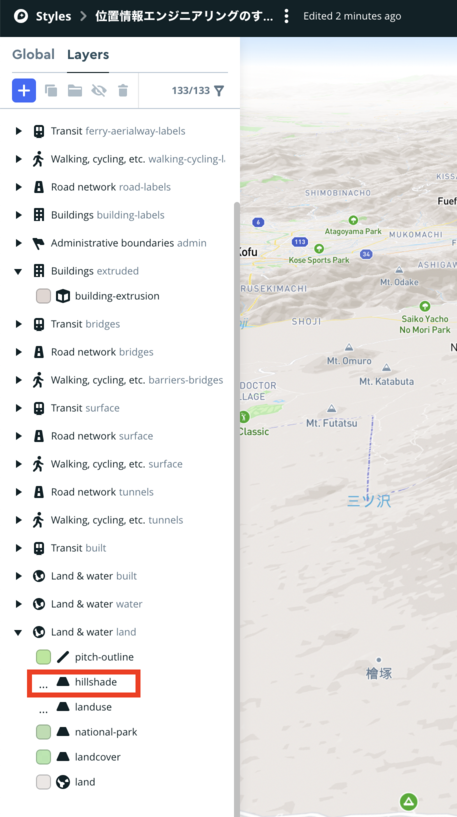 Styles > 位置情報エンジニアリングのす... Edited 2 minutes ago
Global Layers
133/133
Transit ferry-aerialway-labels
Walking, cycling, etc. walking-cycling-l
Road network road-labels
Buildings building-labels
Administrative boundaries admin
Buildings extruded
building-extrusion
Transit bridges
Road network bridges
Walking, cycling, etc. barriers-bridges
Transit surface
Road network surface
Walking, cycling, etc. surface
Road network tunnels
Walking, cycling, etc. tunnels
Transit built
Land & water built
Land & water water
Land & water land
pitch-outline
... hillshade
... landuse
national-park
landcover
land
KISS
SHIMOBINACHO
Fuef
6
Atagoyama Park
113
MUKOMACHI
Kofu
36
Kose Sports Park
ASHIGAW
Mt. Odake
RUSEKIMACHI
SHOJI
Saiko Yacho
No Mori Park
Mt. Omuro
N
Mt. Katabuta
DOCTOR
LLAGE
Mt. Futatsu
Classic
三ツ沢
檜塚